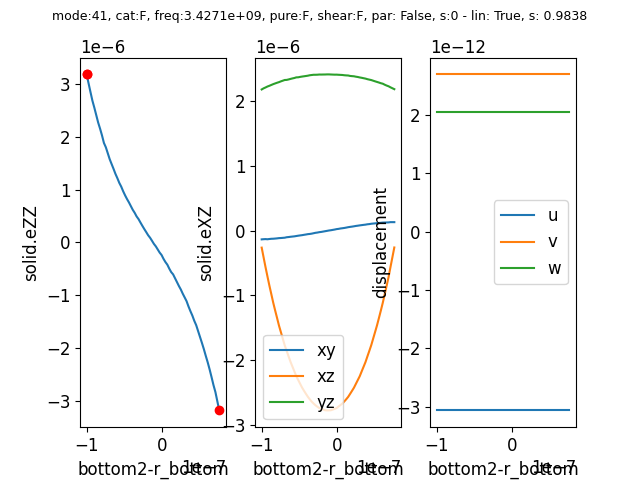 mode:41, cat:F, freq:3.4271e+09, pure:F, shear:F, par: False, s:0 - lin: True, s: 0.9838
1e−6
3
2
1
0
−1
−2
−3
solid.eZZ
−1
0
1e−7
bottom2-r_bottom
1e−6
2
1
0
−1
−2
−3
solid.eXZ
xy
xz
yz
−1
0
1e−7
bottom2-r_bottom
1e−12
2
1
0
−1
−2
−3
displacement
u
v
w
−1
0
1e−7
bottom2-r_bottom